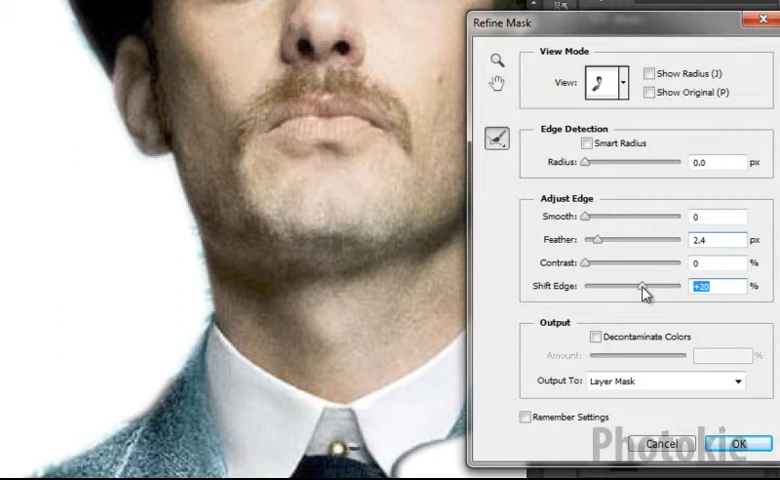 Refine Mask
View Mode
View:
Show Radius (J)
Show Original (P)
Edge Detection
Smart Radius
Radius: 0.0 px
Adjust Edge
Smooth: 0
Feather: 2.4 px
Contrast: 0 %
Shift Edge: +20 %
Output
Decontaminate Colors
Amount: %
Output To: Layer Mask
Remember Settings
Cancel OK
Photokie